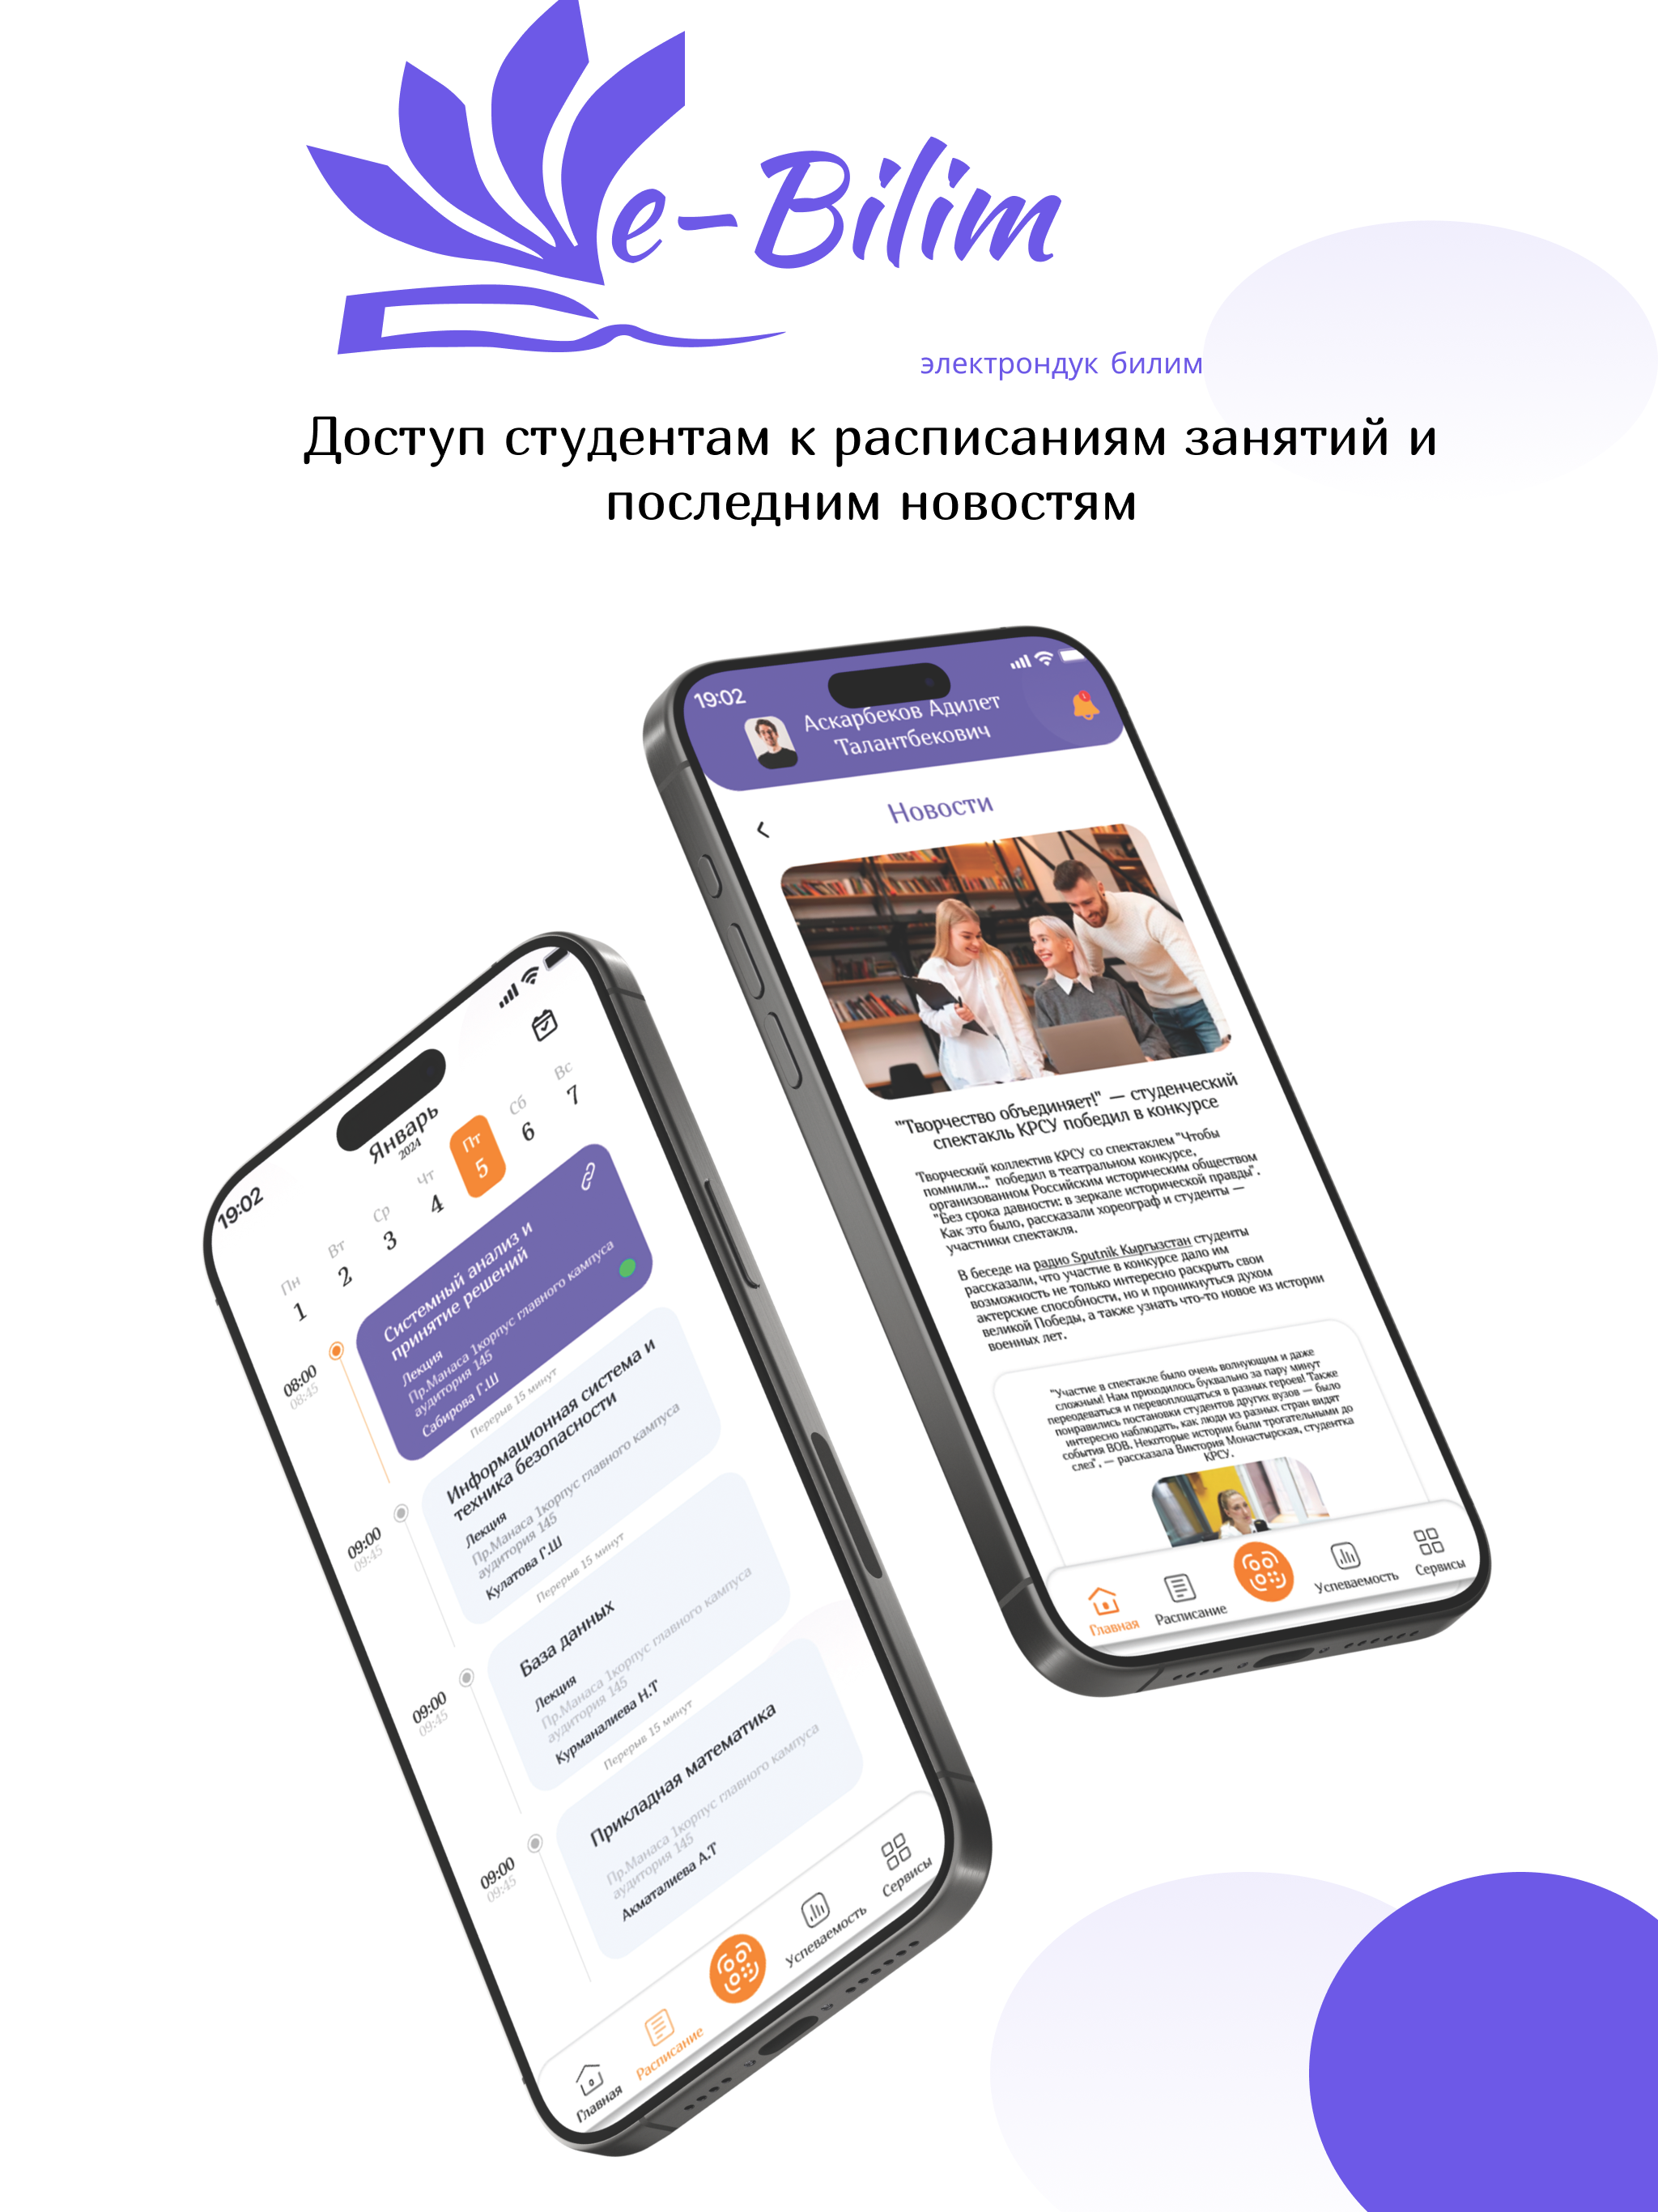 e-Bilim
электрондук билим
Доступ студентам к расписаниям занятий и
последним новостям
19:02
Аскарбеков Адилет
Талантбекович
Новости
"Творчество объединяет!" — студенческий
спектакль КРСУ победил в конкурсе
Творческий коллектив КРСУ со спектаклем "Чтобы
помнили..." победил в театральном конкурсе,
организованном Российским историческим обществом
"Без срока давности: в зеркале исторической правды".
Как это было, рассказали хореограф и студенты —
участники спектакля.
В беседе на радио Sputnik Кыргызстан студенты
рассказали, что участие в конкурсе дало им
возможность не только интересно раскрыть свои
актерские способности, но и проникнуться духом
великой Победы, а также узнать что-то новое из истории
военных лет.
"Участие в спектакле было очень волнующим и даже
сложным! Нам приходилось буквально за пару минут
переодеваться и перевоплощаться в разных героев! Также
понравились постановки студентов других вузов — было
интересно наблюдать, как люди из разных стран видят
события ВОВ. Некоторые истории были трогательными до
слез", — рассказала Виктория Монастырская, студентка
КРСУ.
Главная
Расписание
Успеваемость
Сервисы
19:02
Январь
2024
Пн Вт Ср Чт Пт Сб Вс
1 2 3 4 5 6 7
08:00
08:45
Системный анализ и
принятие решений
Лекция
Пр.Манаса 1корпус главного кампуса
аудитория 145
Сабирова Г.Ш
Перерыв 15 минут
09:00
09:45
Информационная система и
техника безопасности
Лекция
Пр.Манаса 1корпус главного кампуса
аудитория 145
Кулатова Г.Ш
Перерыв 15 минут
09:00
09:45
База данных
Лекция
Пр.Манаса 1корпус главного кампуса
аудитория 145
Курманалиева Н.Т
Перерыв 15 минут
09:00
09:45
Прикладная математика
Пр.Манаса 1корпус главного кампуса
аудитория 145
Акматалиева А.Т
Главная
Расписание
Успеваемость
Сервисы